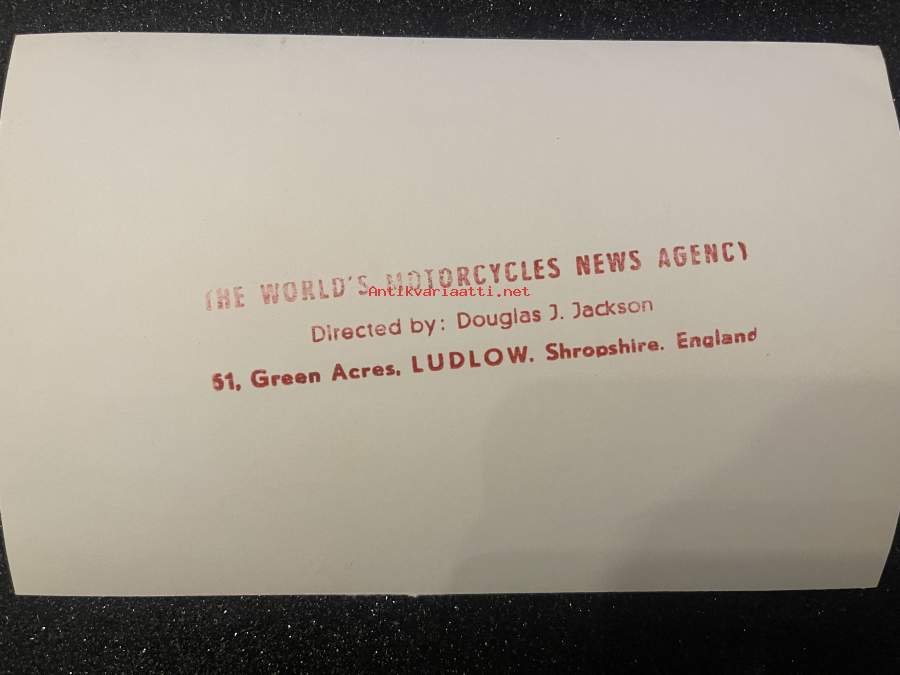 THE WORLD'S MOTORCYCLES NEWS AGENCY
Antikvariaatti.net
Directed by: Douglas J. Jackson
51, Green Acres, LUDLOW. Shropshire. England